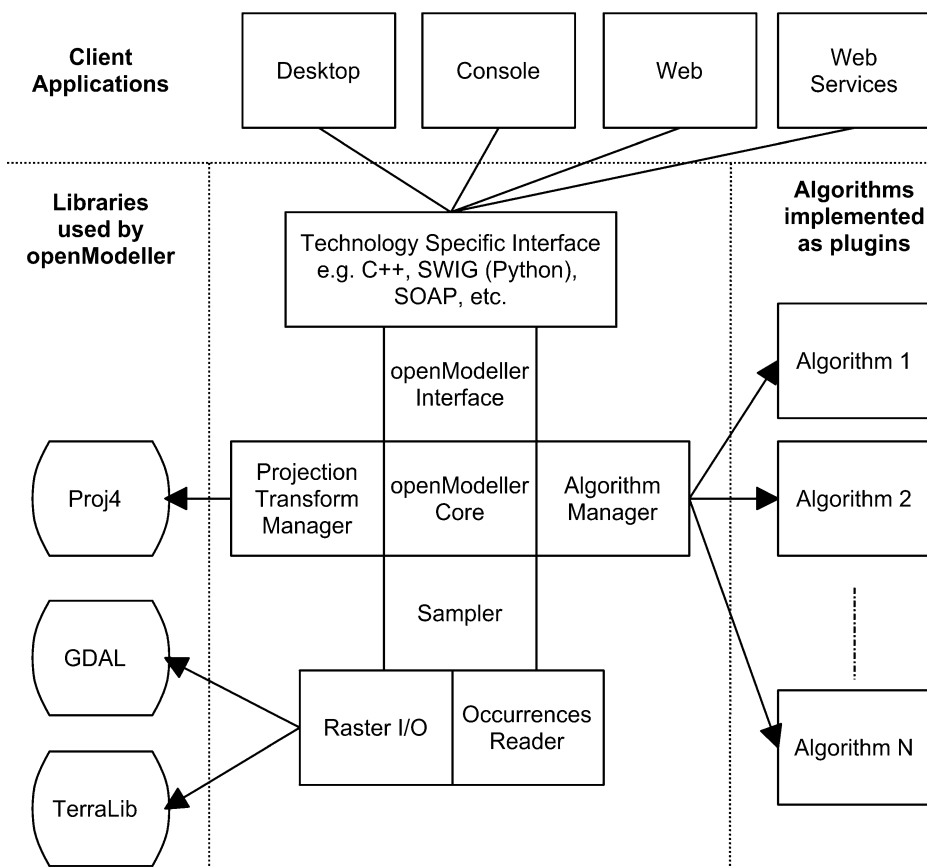 Client
Applications
Desktop
Console
Web
Web
Services
Libraries
used by
openModeller
Technology Specific Interface
e.g. C++, SWIG (Python),
SOAP, etc.
Algorithms
implemented
as plugins
openModeller
Interface
Algorithm 1
Proj4
Projection
Transform
Manager
openModeller
Core
Algorithm
Manager
Algorithm 2
Sampler
GDAL
Raster I/O
Occurrences
Reader
Algorithm N
TerraLib